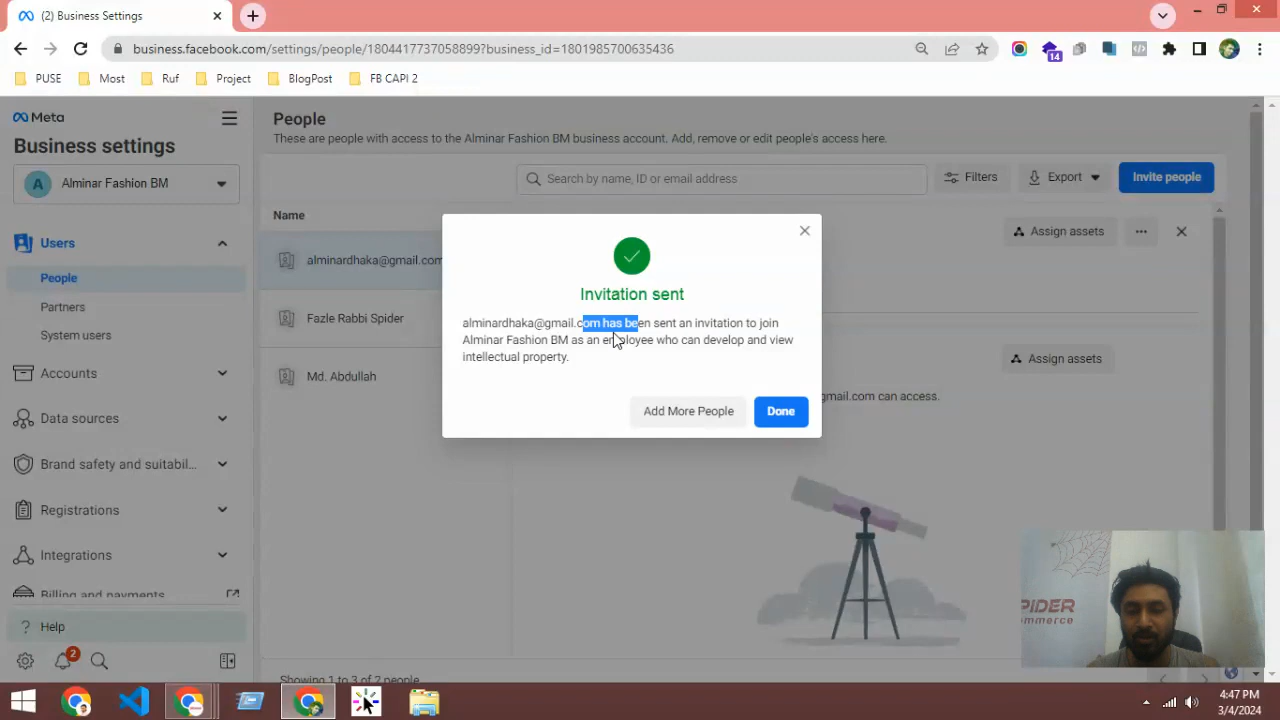 (2) Business Settings
business.facebook.com/settings/people/1804417737058899?business_id=1801985700635436
14
PUSE
Most
Ruf
Project
BlogPost
FB CAPI 2
Meta
Business settings
A
Alminar Fashion BM
Users
People
Partners
System users
Accounts
Data sources
Brand safety and suitabil...
Registrations
Integrations
Billing and payments
? Help
2
People
These are people with access to the Alminar Fashion BM business account. Add, remove or edit people's access here.
Search by name, ID or email address
Filters
Export
Invite people
Name
alminardhaka@gmail.com
Fazle Rabbi Spider
Md. Abdullah
Assign assets
Assign assets
gmail.com can access.
Showing 1 to 3 of 2 people
Invitation sent
alminardhaka@gmail.com has been sent an invitation to join
Alminar Fashion BM as an employee who can develop and view
intellectual property.
Add More People
Done
PIDER
mmerce
4:47 PM
3/4/2024